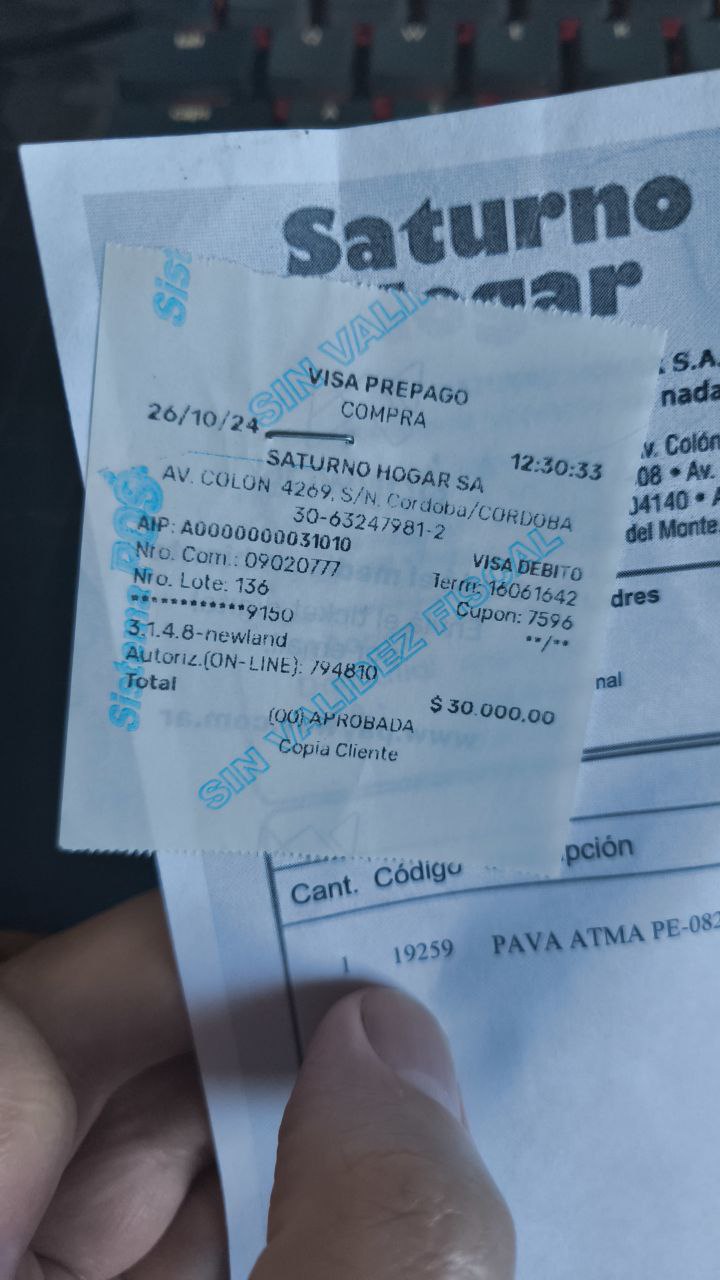 Saturno
Hogar
S.A.
nada
Av. Colón
08 • Av.
04140 • A
del Monte
dres
nal
Sist
SIN VALI
VISA PREPAGO
COMPRA
26/10/24
12:30:33
SATURNO HOGAR SA
AV. COLON 4269, S/N, Cordoba/CORDOBA
30-63247981-2
AIP: A0000000031010
VISA DEBITO
Nro. Com.: 09020777
Term: 16061642
Nro. Lote: 136
Cupon: 7596
************9150
**/**
3.1.4.8-newland
Autoriz.(ON-LINE): 794810
Total
$ 30.000,00
(00) APROBADA
Copia Cliente
Sistema POS
SIN VALIDEZ FISCAL
Cant. Código pción
1 19259 PAVA ATMA PE-082